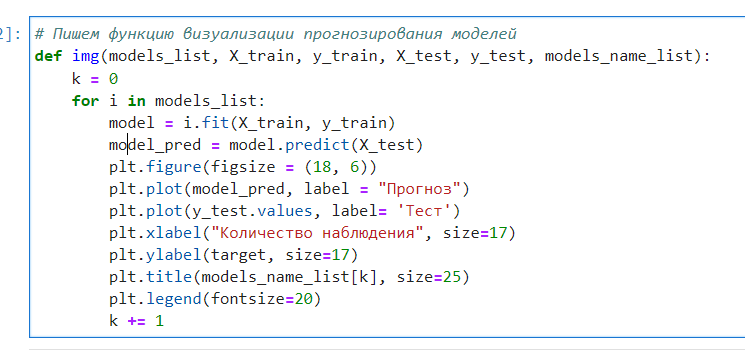 2]: # Пишем функцию визуализации прогнозирования моделей
def img(models_list, X_train, y_train, X_test, y_test, models_name_list):
    k = 0
    for i in models_list:
        model = i.fit(X_train, y_train)
        model_pred = model.predict(X_test)
        plt.figure(figsize = (18, 6))
        plt.plot(model_pred, label = "Прогноз")
        plt.plot(y_test.values, label= 'Тест')
        plt.xlabel("Количество наблюдения", size=17)
        plt.ylabel(target, size=17)
        plt.title(models_name_list[k], size=25)
        plt.legend(fontsize=20)
        k += 1